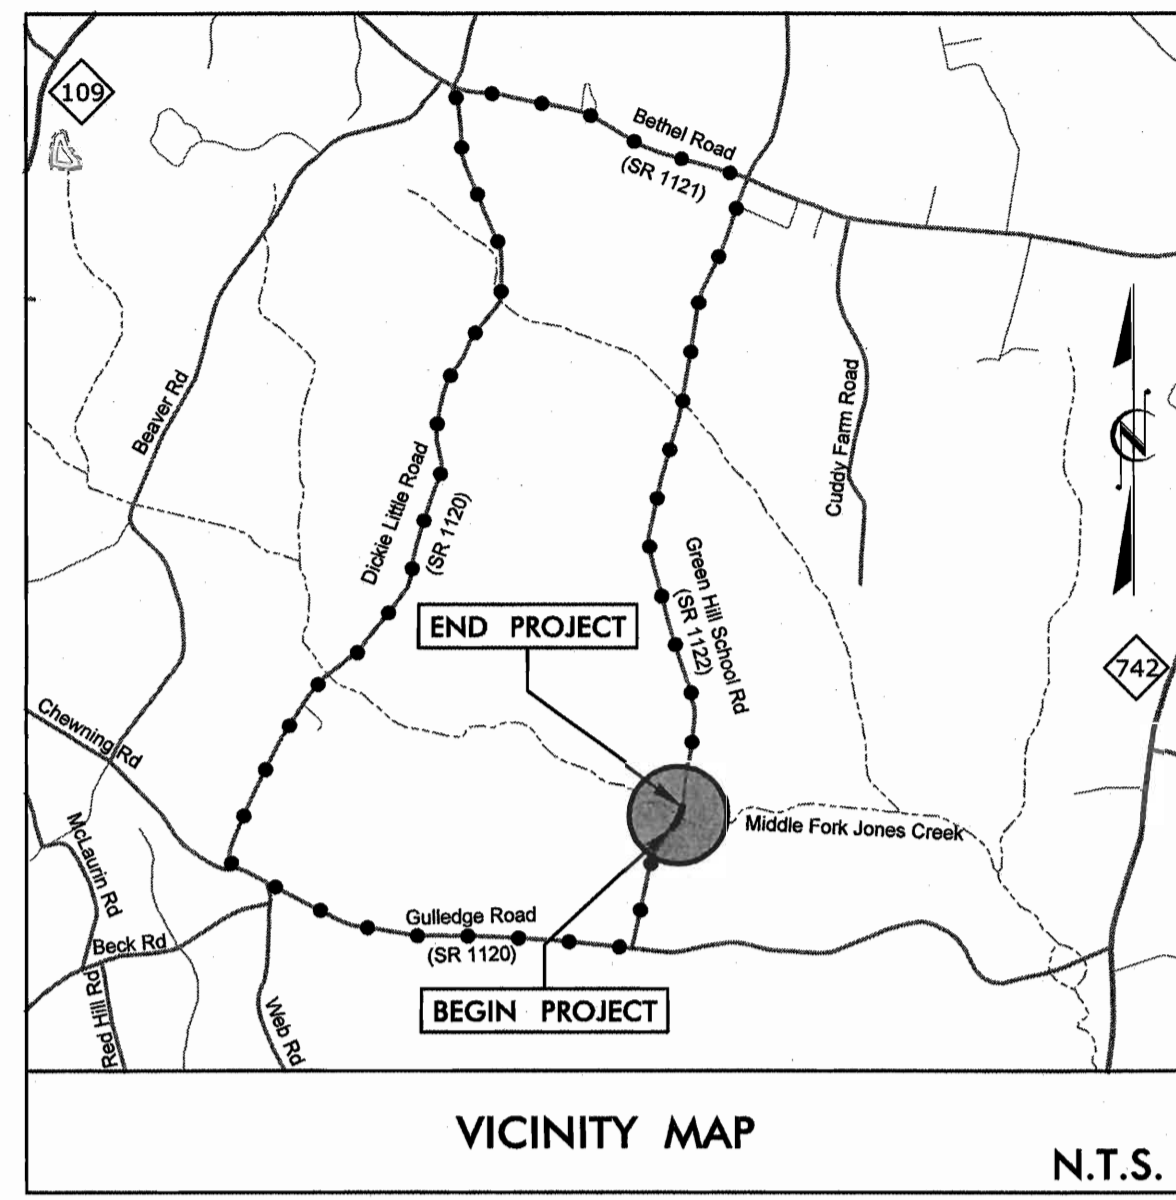 109
Bethel Road
(SR 1121)
Beaver Rd
Cuddy Farm Road
Dickie Little Road
(SR 1120)
Green Hill School Rd
(SR 1122)
END PROJECT
742
Chewning Rd
McLaurin Rd
Middle Fork Jones Creek
Gulledge Road
(SR 1120)
Beck Rd
Red Hill Rd
Web Rd
BEGIN PROJECT
N
VICINITY MAP
N.T.S.